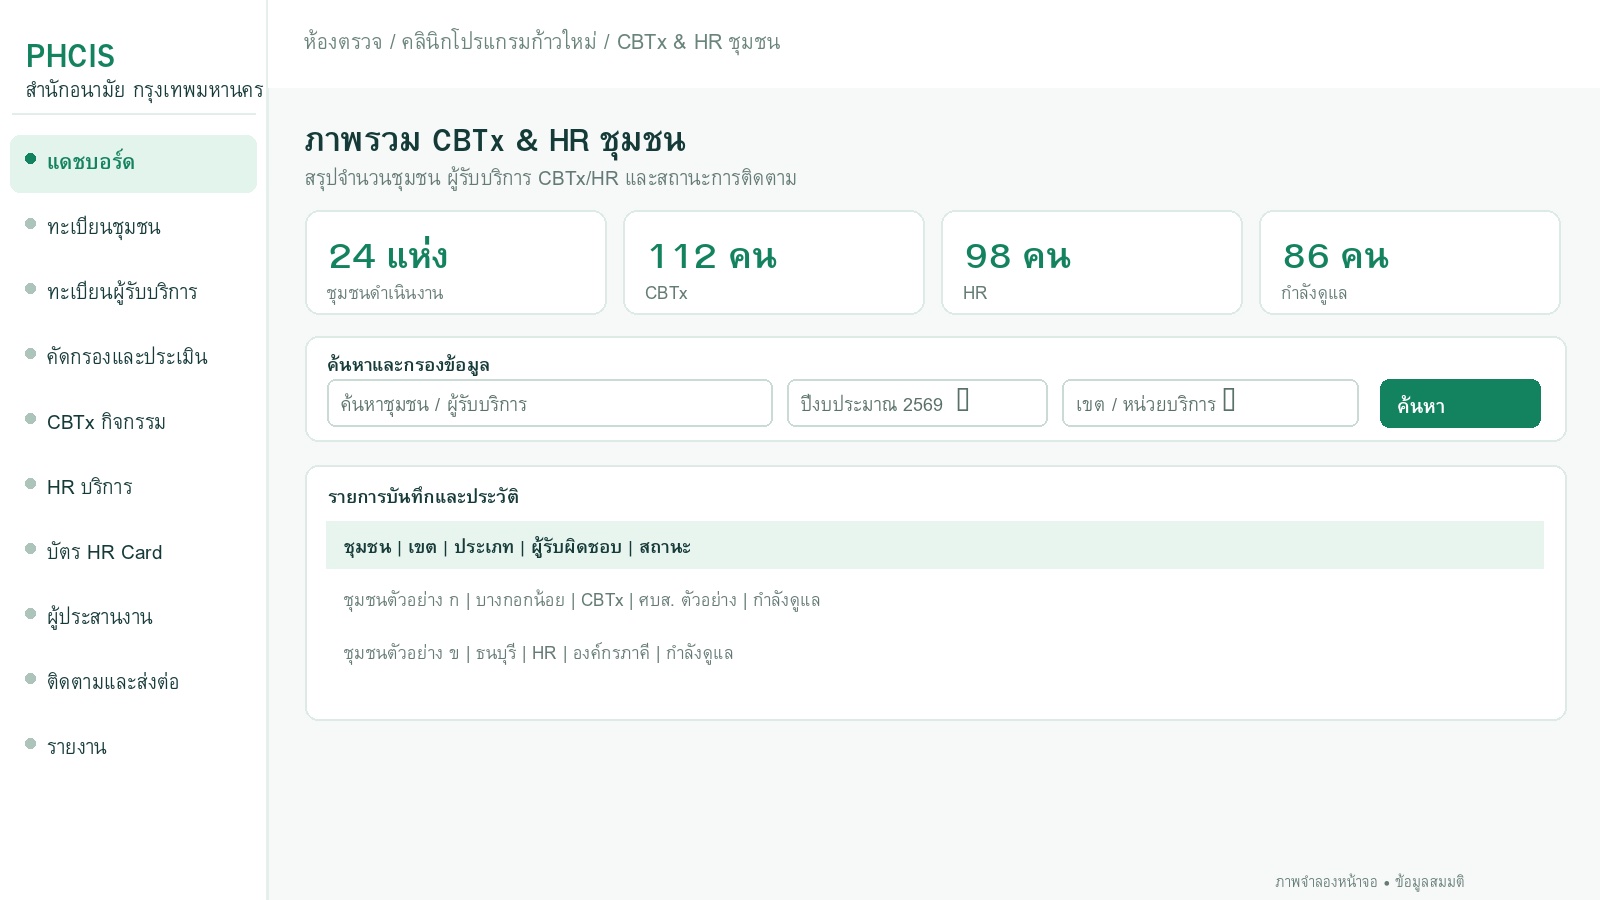 PHCIS
สำนักอนามัย กรุงเทพมหานคร
แดชบอร์ด
ทะเบียนชุมชน
ทะเบียนผู้รับบริการ
คัดกรองและประเมิน
CBTx กิจกรรม
HR บริการ
บัตร HR Card
ผู้ประสานงาน
ติดตามและส่งต่อ
รายงาน
ห้องตรวจ / คลินิกโปรแกรมก้าวใหม่ / CBTx & HR ชุมชน
ภาพรวม CBTx & HR ชุมชน
สรุปจำนวนชุมชน ผู้รับบริการ CBTx/HR และสถานะการติดตาม
24 แห่ง
ชุมชนดำเนินงาน
112 คน
CBTx
98 คน
HR
86 คน
กำลังดูแล
ค้นหาและกรองข้อมูล
ค้นหาชุมชน / ผู้รับบริการ
ปีงบประมาณ 2569
เขต / หน่วยบริการ
ค้นหา
รายการบันทึกและประวัติ
ชุมชน | เขต | ประเภท | ผู้รับผิดชอบ | สถานะ
ชุมชนตัวอย่าง ก | บางกอกน้อย | CBTx | ศบส. ตัวอย่าง | กำลังดูแล
ชุมชนตัวอย่าง ข | ธนบุรี | HR | องค์กรภาคี | กำลังดูแล
ภาพจำลองหน้าจอ • ข้อมูลสมมติ